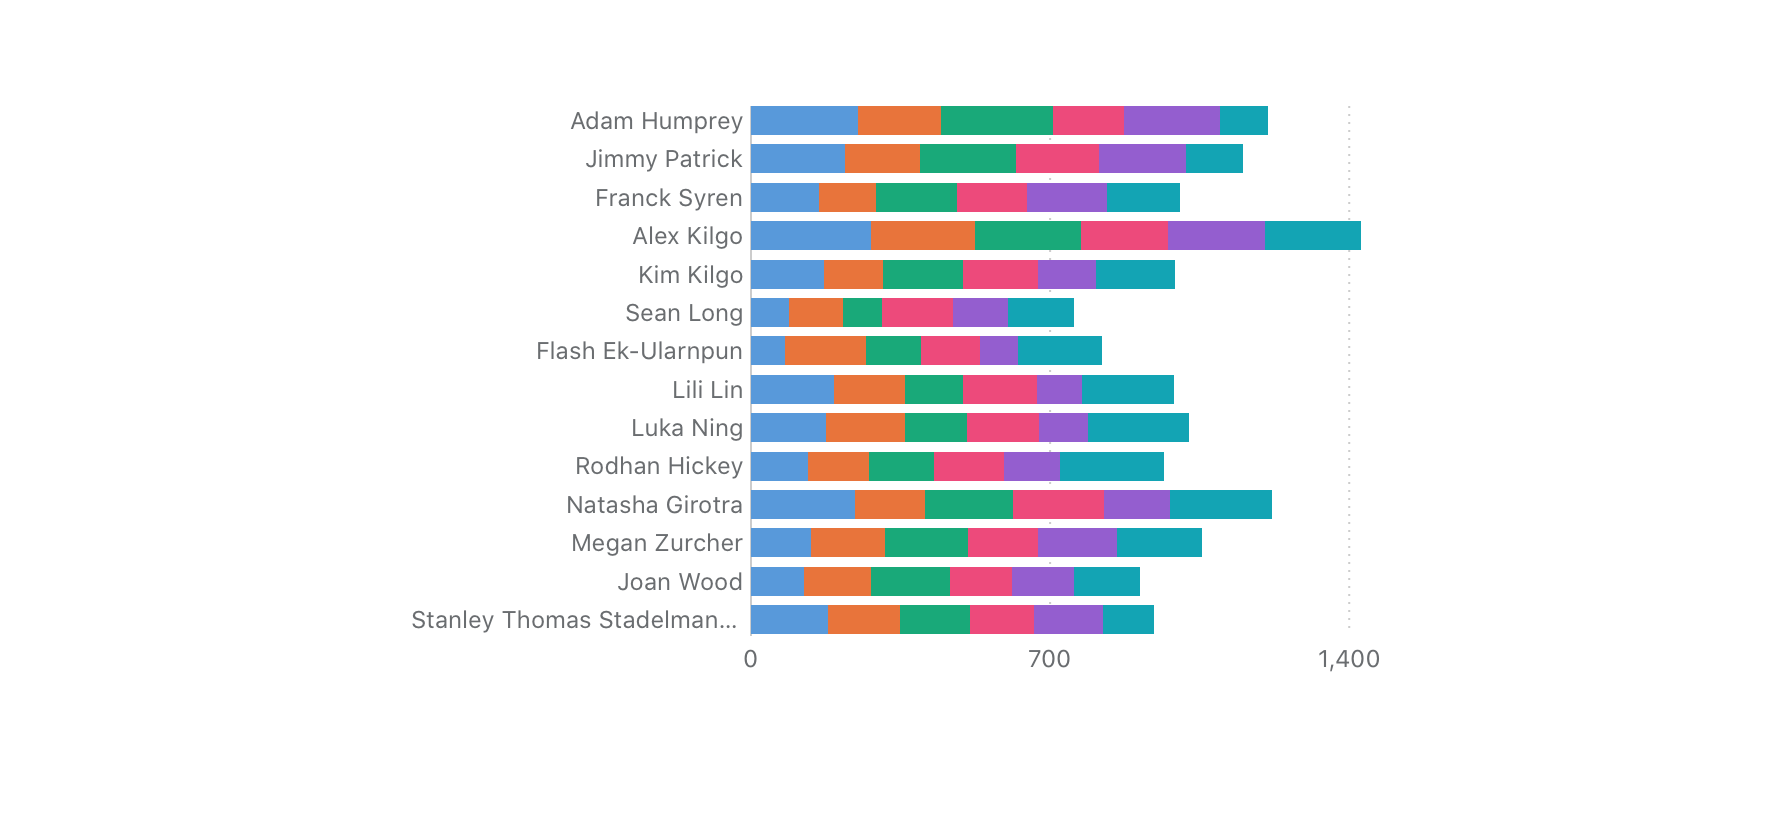 Adam Humprey
Jimmy Patrick
Franck Syren
Alex Kilgo
Kim Kilgo
Sean Long
Flash Ek-Ularnpun
Lili Lin
Luka Ning
Rodhan Hickey
Natasha Girotra
Megan Zurcher
Joan Wood
Stanley Thomas Stadelman...
0 700 1,400